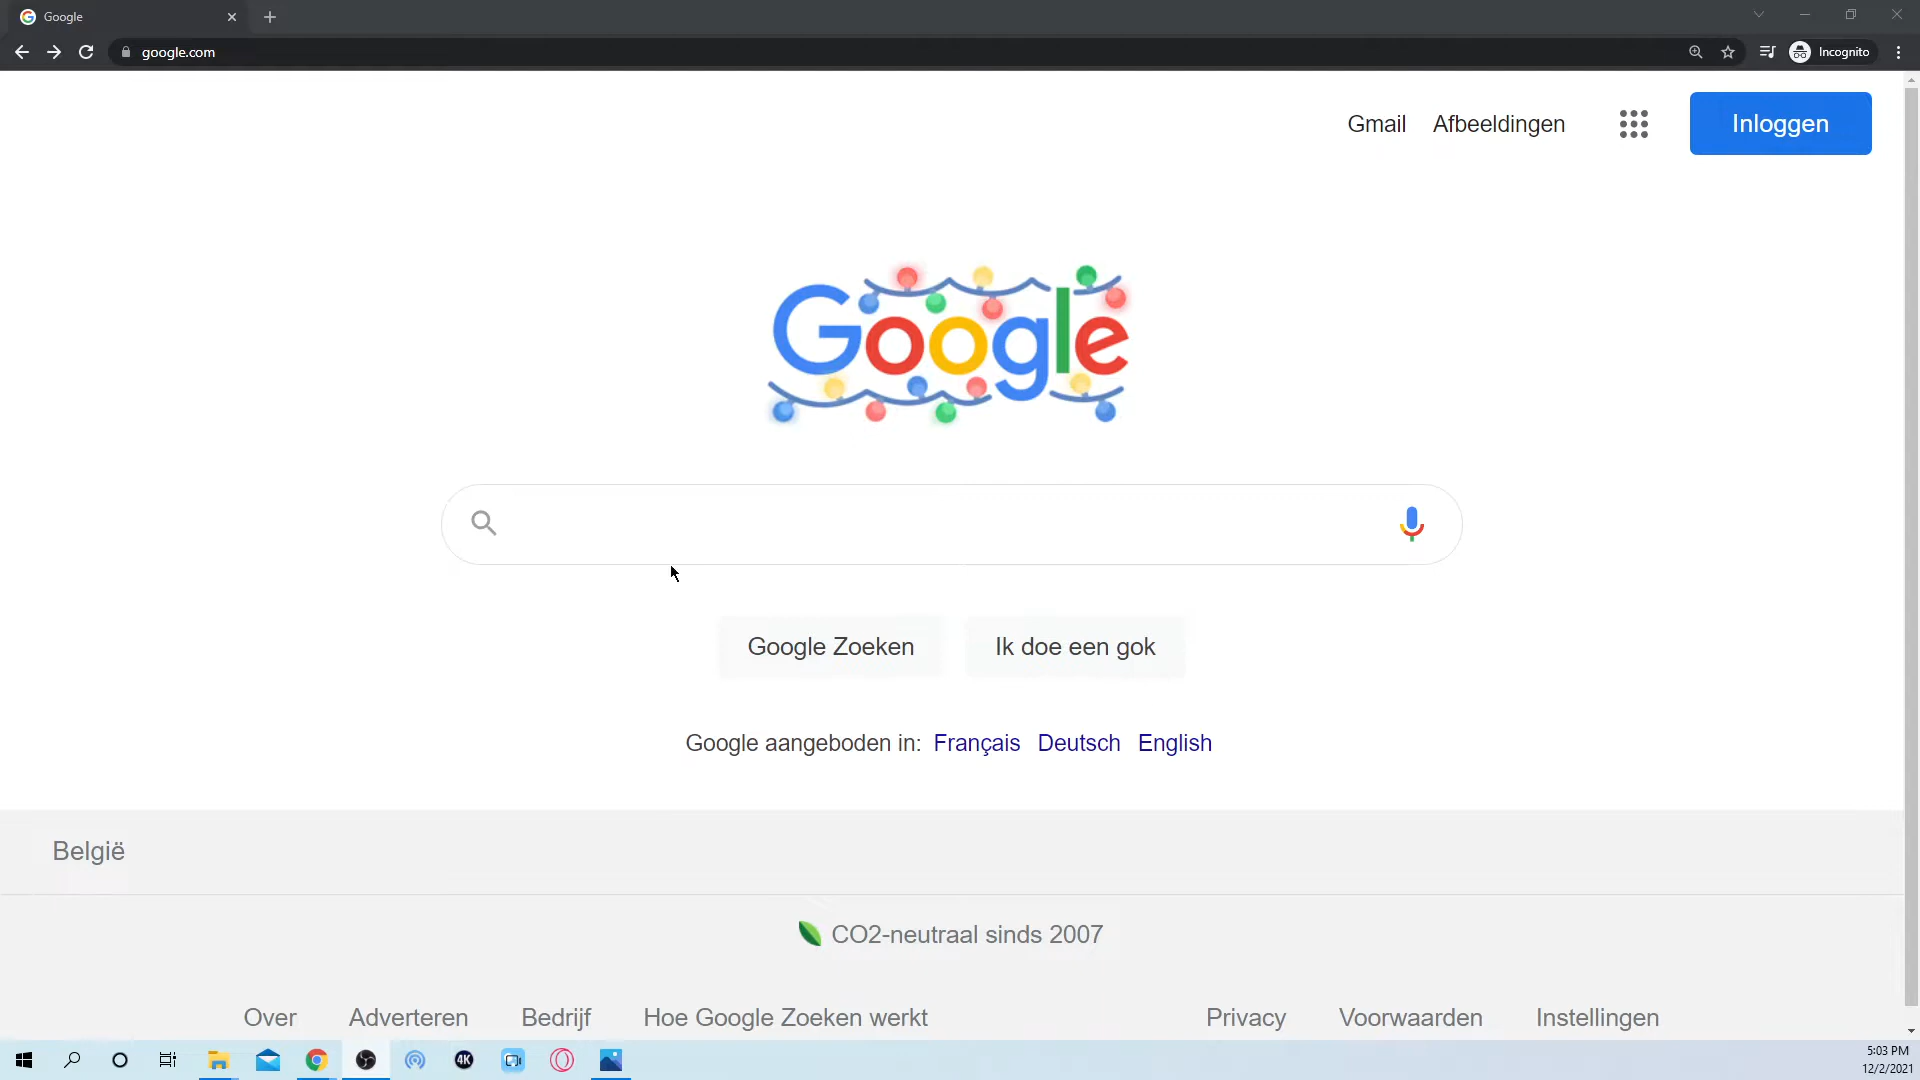 Google
google.com
Incognito
Gmail Afbeeldingen Inloggen
Google
Google Zoeken Ik doe een gok
Google aangeboden in: Français Deutsch English
België
CO2-neutraal sinds 2007
Over Adverteren Bedrijf Hoe Google Zoeken werkt Privacy Voorwaarden Instellingen
4K
5:03 PM
12/2/2021